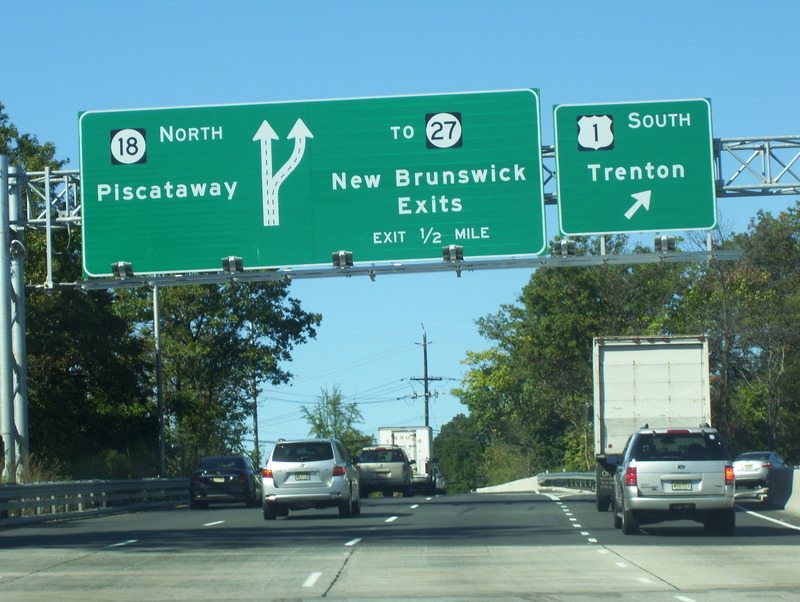 18 NORTH
Piscataway
TO 27
New Brunswick
Exits
EXIT 1/2 MILE
1 SOUTH
Trenton